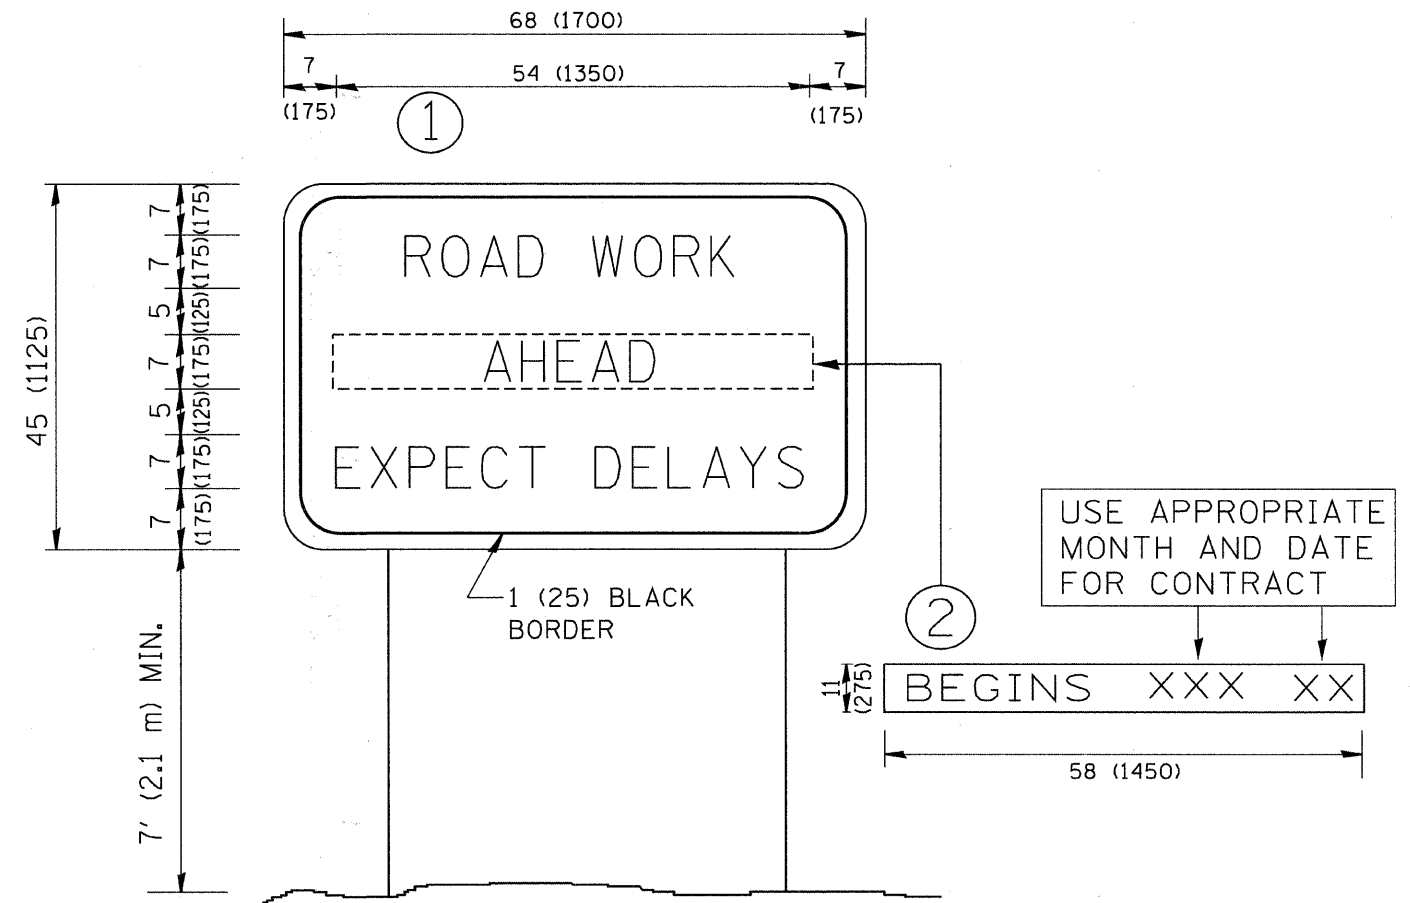 68 (1700)
7
54 (1350)
7
(175)
(175)
1
7 (175)
7 (175)
5 (125)
7 (175)
5 (125)
7 (175)
7 (175)
45 (1125)
ROAD WORK
AHEAD
EXPECT DELAYS
1 (25) BLACK
BORDER
7' (2.1 m) MIN.
2
USE APPROPRIATE
MONTH AND DATE
FOR CONTRACT
11
(275)
BEGINS XXX XX
58 (1450)